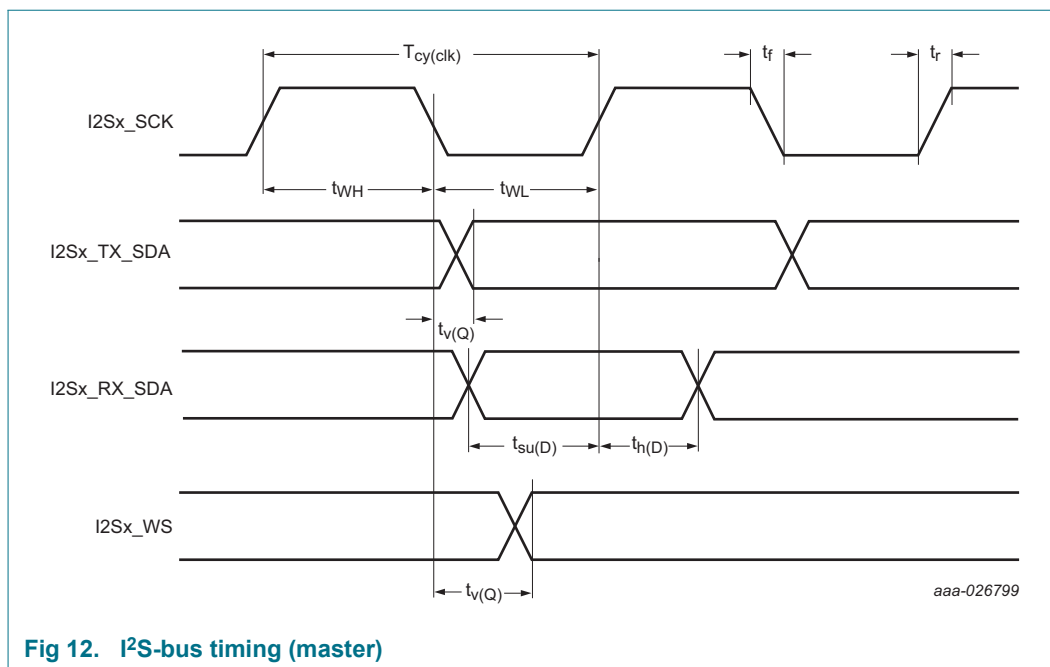 Tcy(clk)
tf
tr
I2Sx_SCK
tWH
tWL
I2Sx_TX_SDA
tv(Q)
I2Sx_RX_SDA
tsu(D)
th(D)
I2Sx_WS
tv(Q)
aaa-026799
Fig 12. I²S-bus timing (master)